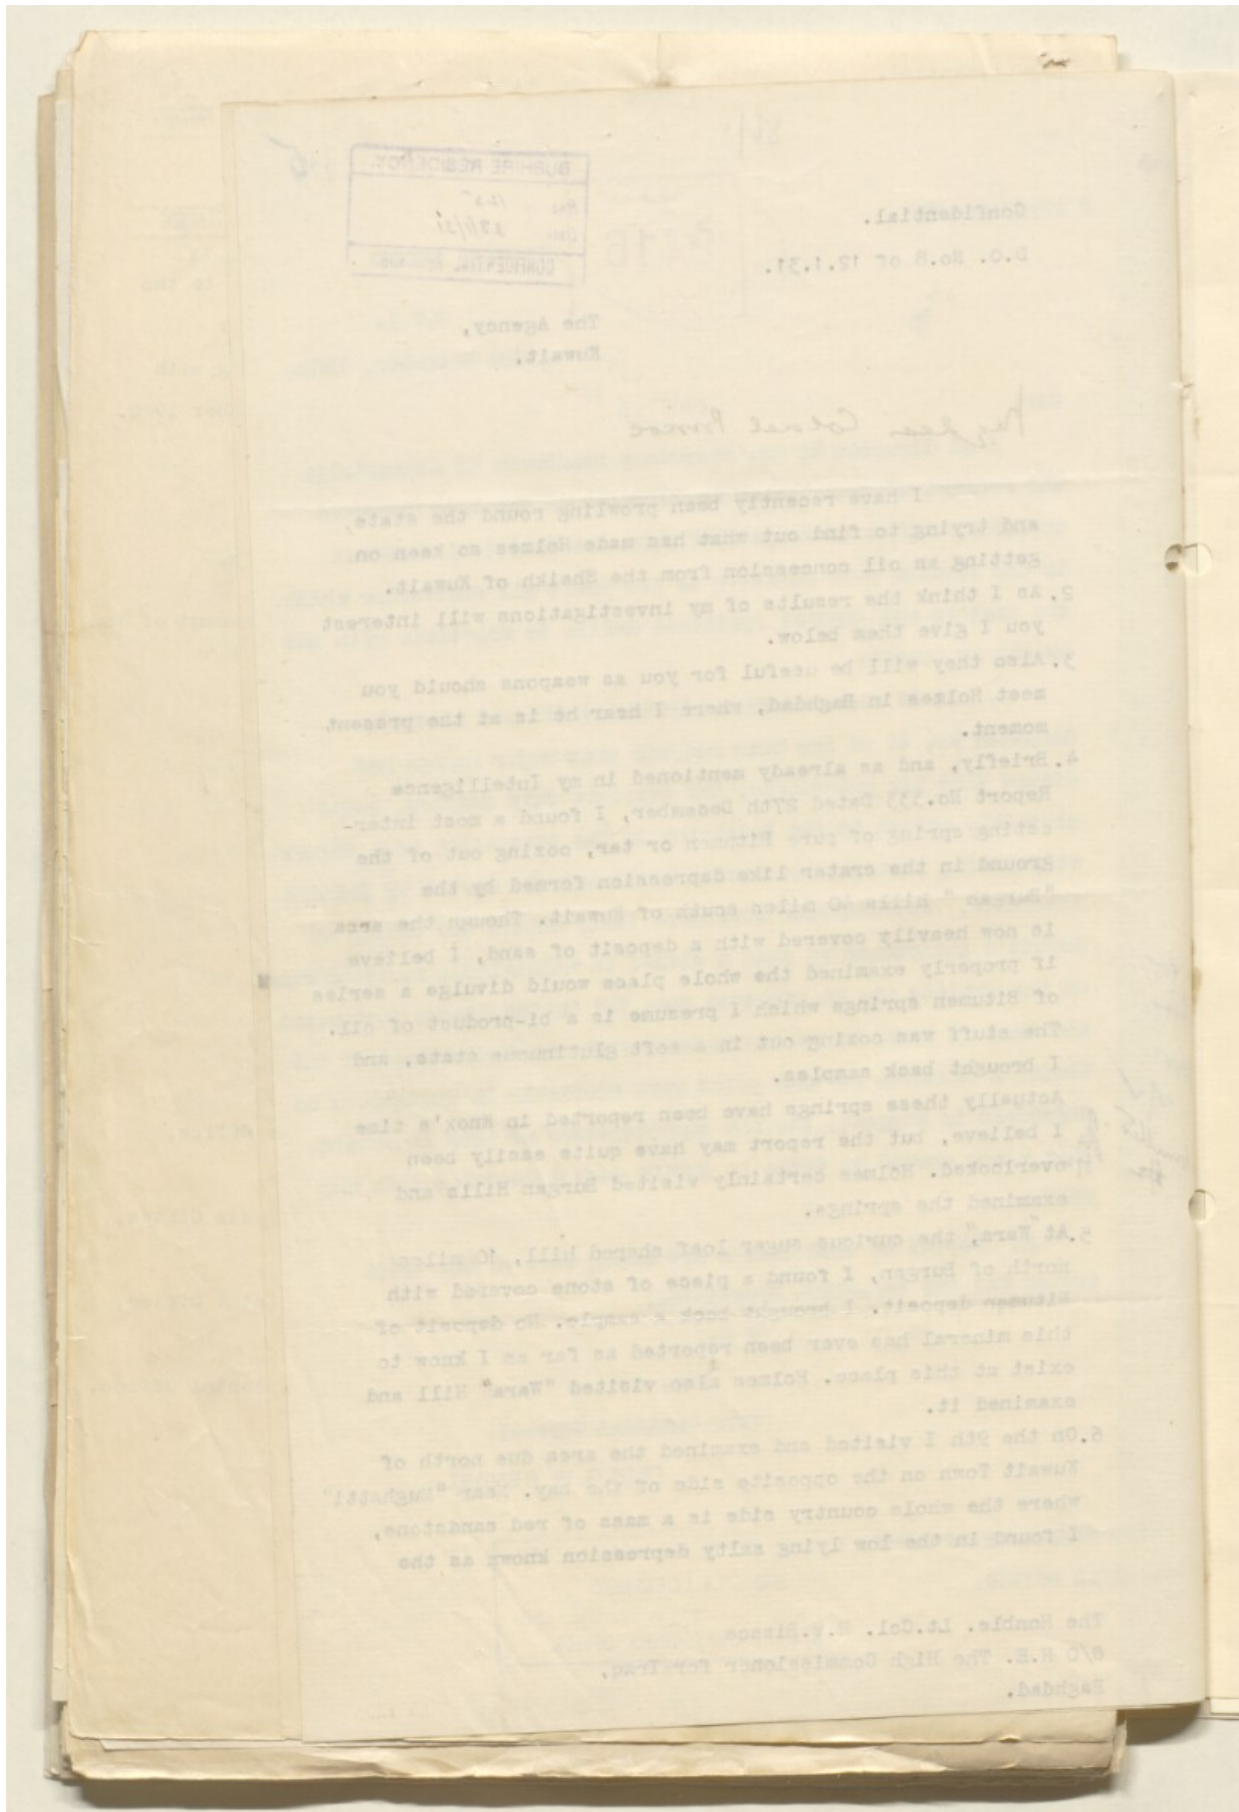 BUSHIRE RESIDENCY.
CONFIDENTIAL
Confidential.
D.O. No.8 of 12.1.31.
The Agency,
Kuwait.
My dear Colonel Biscoe
I have recently been prowling round the state,
and trying to find out what has made Holmes so keen on
getting an oil concession from the Shaikh of Kuwait.
2. As I think the results of my investigations will interest
you I give them below.
3. Also they will be useful for you as weapons should you
meet Holmes in Baghdad, where I hear he is at the present
moment.
4. Briefly, and as already mentioned in my Intelligence
Report No.333 Dated 27th December, I found a most inter-
esting spring of pure Bitumen or tar, oozing out of the
ground in the crater like depression formed by the
"Burgan" hills 40 miles south of Kuwait. Though the area
is now heavily covered with a deposit of sand, I believe
if properly examined the whole place would divulge a series
of Bitumen springs which I presume is a bi-product of oil.
The stuff was oozing out in a soft glutinuous state, and
I brought back samples.
Actually these springs have been reported in Knox's time
I believe, but the report may have quite easily been
overlooked. Holmes certainly visited Burgan Hills and
examined the springs.
5. At "Wara", the curious sugar loaf shaped hill, 10 miles
north of Burgan, I found a piece of stone covered with
Bitumen deposit. I brought back a sample. No deposit of
this mineral has ever been reported as far as I know to
exist at this place. Holmes also visited "Wara" Hill and
examined it.
6. On the 9th I visited and examined the area due north of
Kuwait Town on the opposite side of the bay. Near "Mughatti"
where the whole country side is a mass of red sandstone,
I found in the low lying salty depression known as the
The Honble. Lt.Col. H.V.Biscoe
C/O H.E. The High Commissioner for Iraq,
Baghdad.